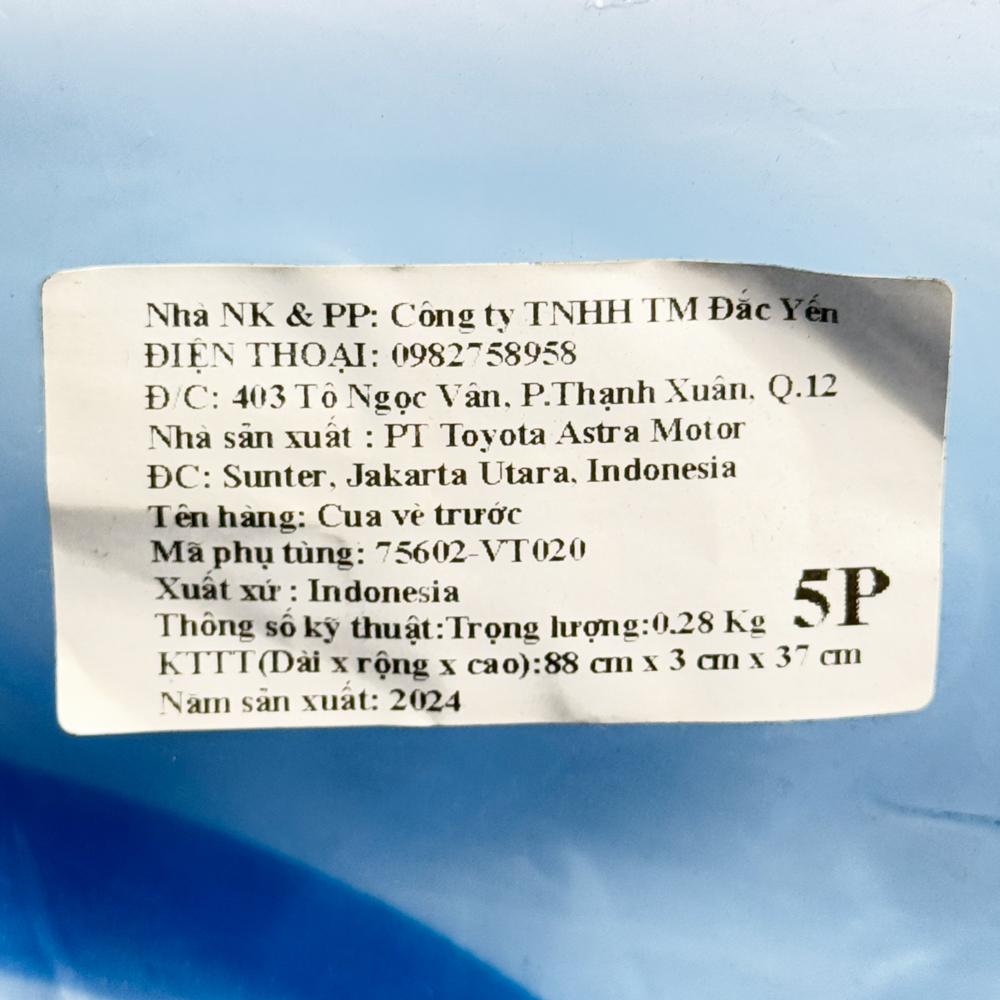 Nhà NK & PP: Công ty TNHH TM Đắc Yến
ĐIỆN THOẠI: 0982758958
Đ/C: 403 Tô Ngọc Vân, P.Thạnh Xuân, Q.12
Nhà sản xuất : PT Toyota Astra Motor
ĐC: Sunter, Jakarta Utara, Indonesia
Tên hàng: Cua vè trước
Mã phụ tùng: 75602-VT020
Xuất xứ : Indonesia
5P
Thông số kỹ thuật:Trọng lượng:0.28 Kg
KTTT(Dài x rộng x cao):88 cm x 3 cm x 37 cm
Năm sản xuất: 2024